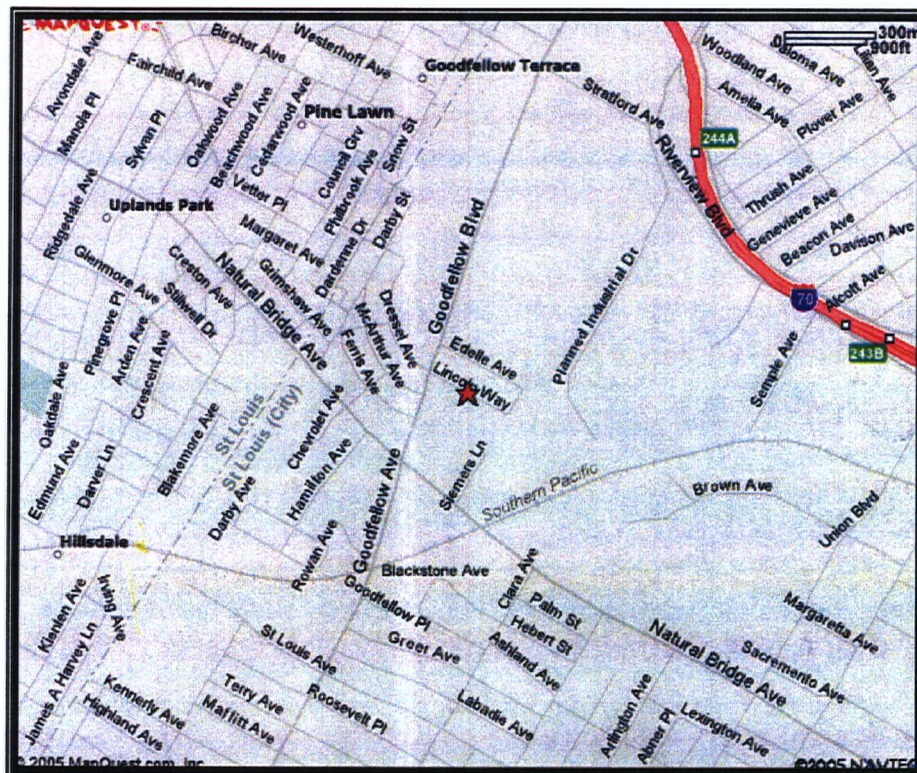 MAPQUEST
300m
900ft
Avondale Ave
Bircher Ave
Westerhoff Ave
Woodland Ave
Fairchild Ave
Goodfellow Terrace
Amelia Ave
Manola Pl
Stratford Ave
Plover Ave
Sylvan Pl
Oakwood Ave
Beachwood Ave
Cedarwood Ave
Pine Lawn
Council Grv
Snow St
244A
Riverview Blvd
Vetter Pl
Philbrook Ave
Thrush Ave
Ridgedale Ave
Uplands Park
Margaret Ave
Dardenne Dr
Darby St
Goodfellow Blvd
Genevieve Ave
Beacon Ave
Davison Ave
Glenmore Ave
Creston Ave
Stillwell Dr
Natural Bridge Ave
Grimshaw Ave
Planned Industrial Dr
Alcott Ave
70
Pinegrove Pl
Arden Ave
Crescent Ave
Ferris Ave
McArthur Ave
Dressel Ave
Edelle Ave
Lincoln Way
Semple Ave
243B
Oakdale Ave
St Louis
St Louis (City)
Chevrolet Ave
Edmund Ave
Darver Ln
Blakemore Ave
Darby Ave
Hamilton Ave
Goodfellow Ave
Siemers Ln
Southern Pacific
Brown Ave
Union Blvd
Hillsdale
Rowan Ave
Blackstone Ave
Clara Ave
Kienlen Ave
Irving Ave
Goodfellow Pl
Palm St
Hebert St
Ashland Ave
Margaretta Ave
James A Harvey Ln
St Louis Ave
Greer Ave
Natural Bridge Ave
Sacremento Ave
Kennerly Ave
Highland Ave
Terry Ave
Maffitt Ave
Roosevelt Pl
Labadie Ave
Arlington Ave
Abner Pl
Lexington Ave
© 2005 MapQuest.com, Inc
©2005 NAVTEQ